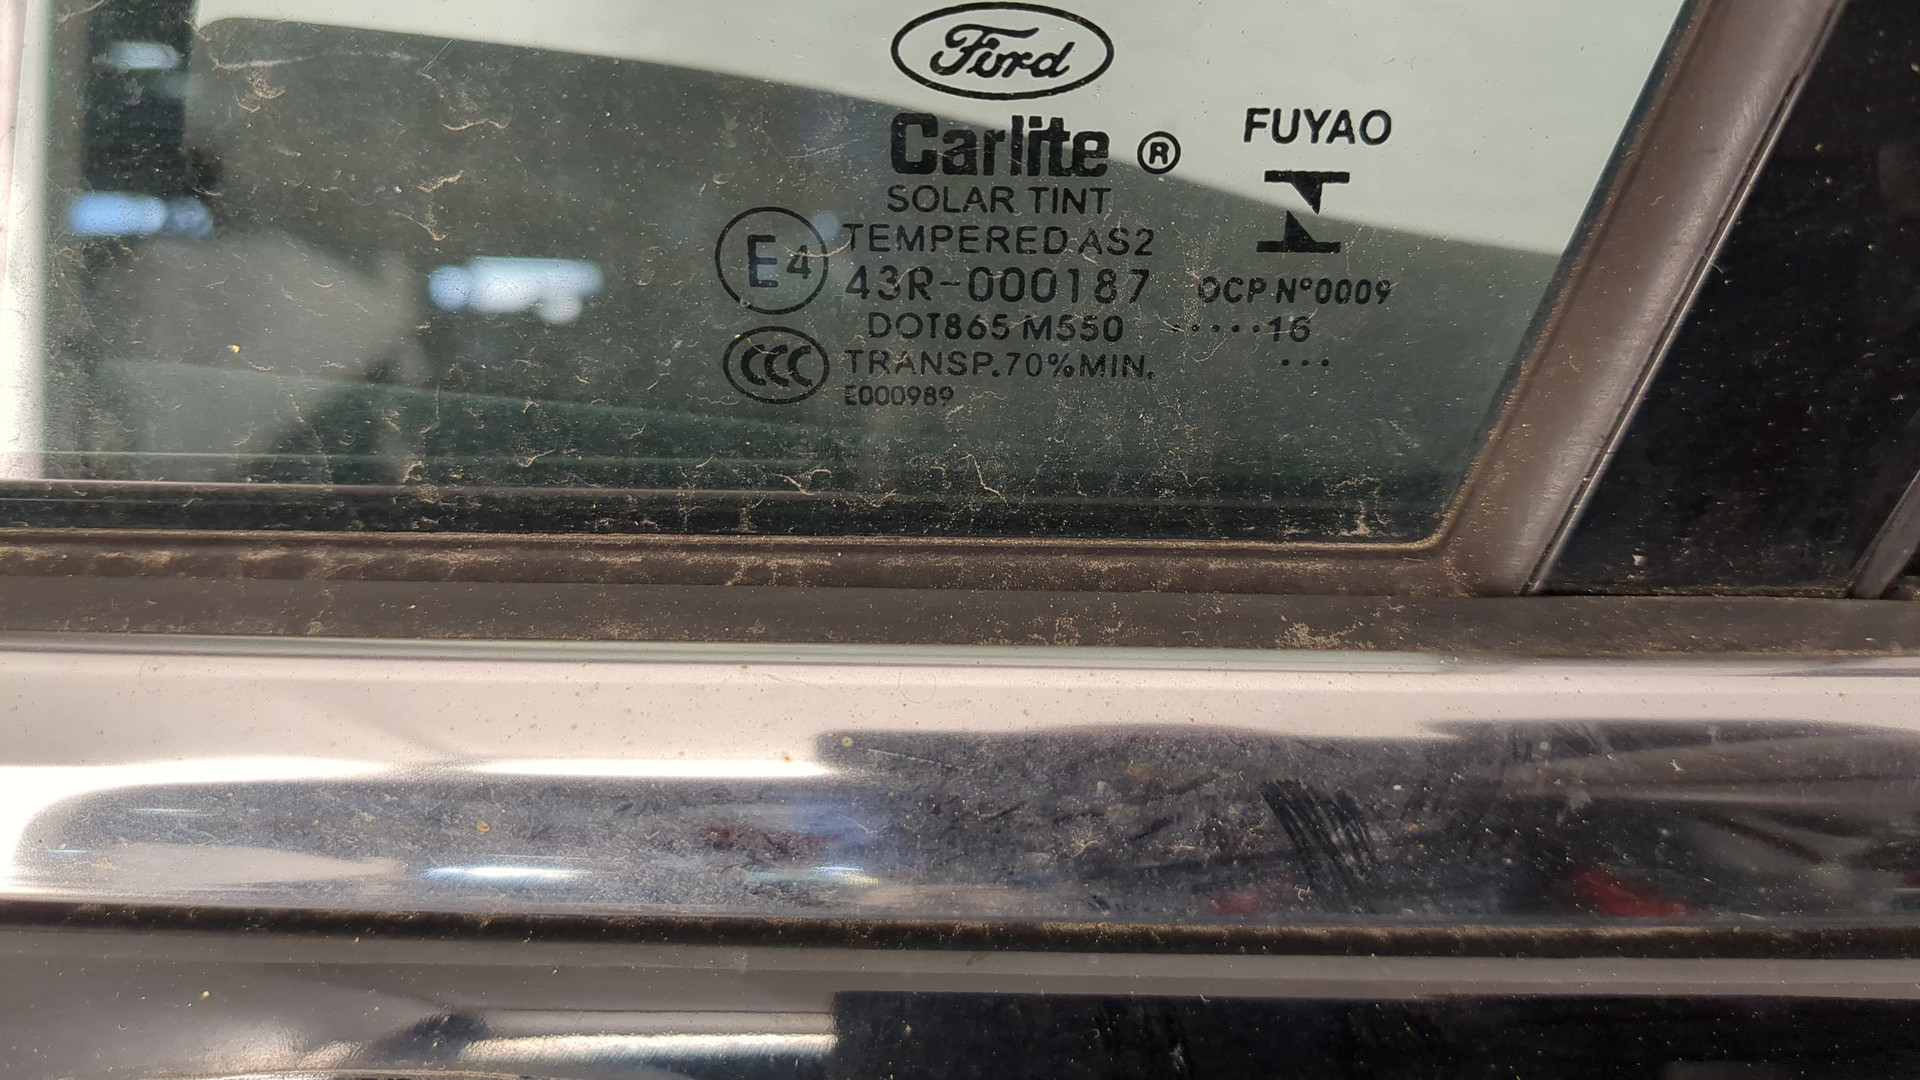 Ford
Carlite ®
FUYAO
SOLAR TINT
E4
TEMPERED AS2
43R-000187
OCP N°0009
DOT865 M550
·····16
···
CCC
TRANSP.70%MIN.
E000989